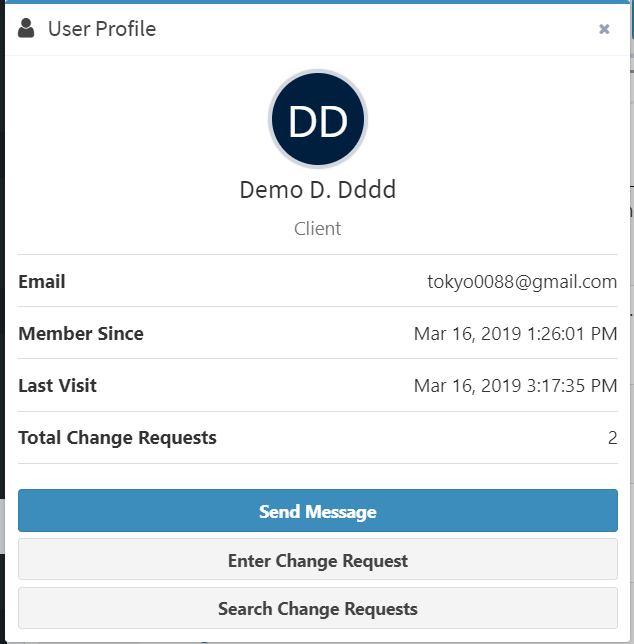 User Profile
DD
Demo D. Dddd
Client
Email tokyo0088@gmail.com
Member Since Mar 16, 2019 1:26:01 PM
Last Visit Mar 16, 2019 3:17:35 PM
Total Change Requests 2
Send Message
Enter Change Request
Search Change Requests